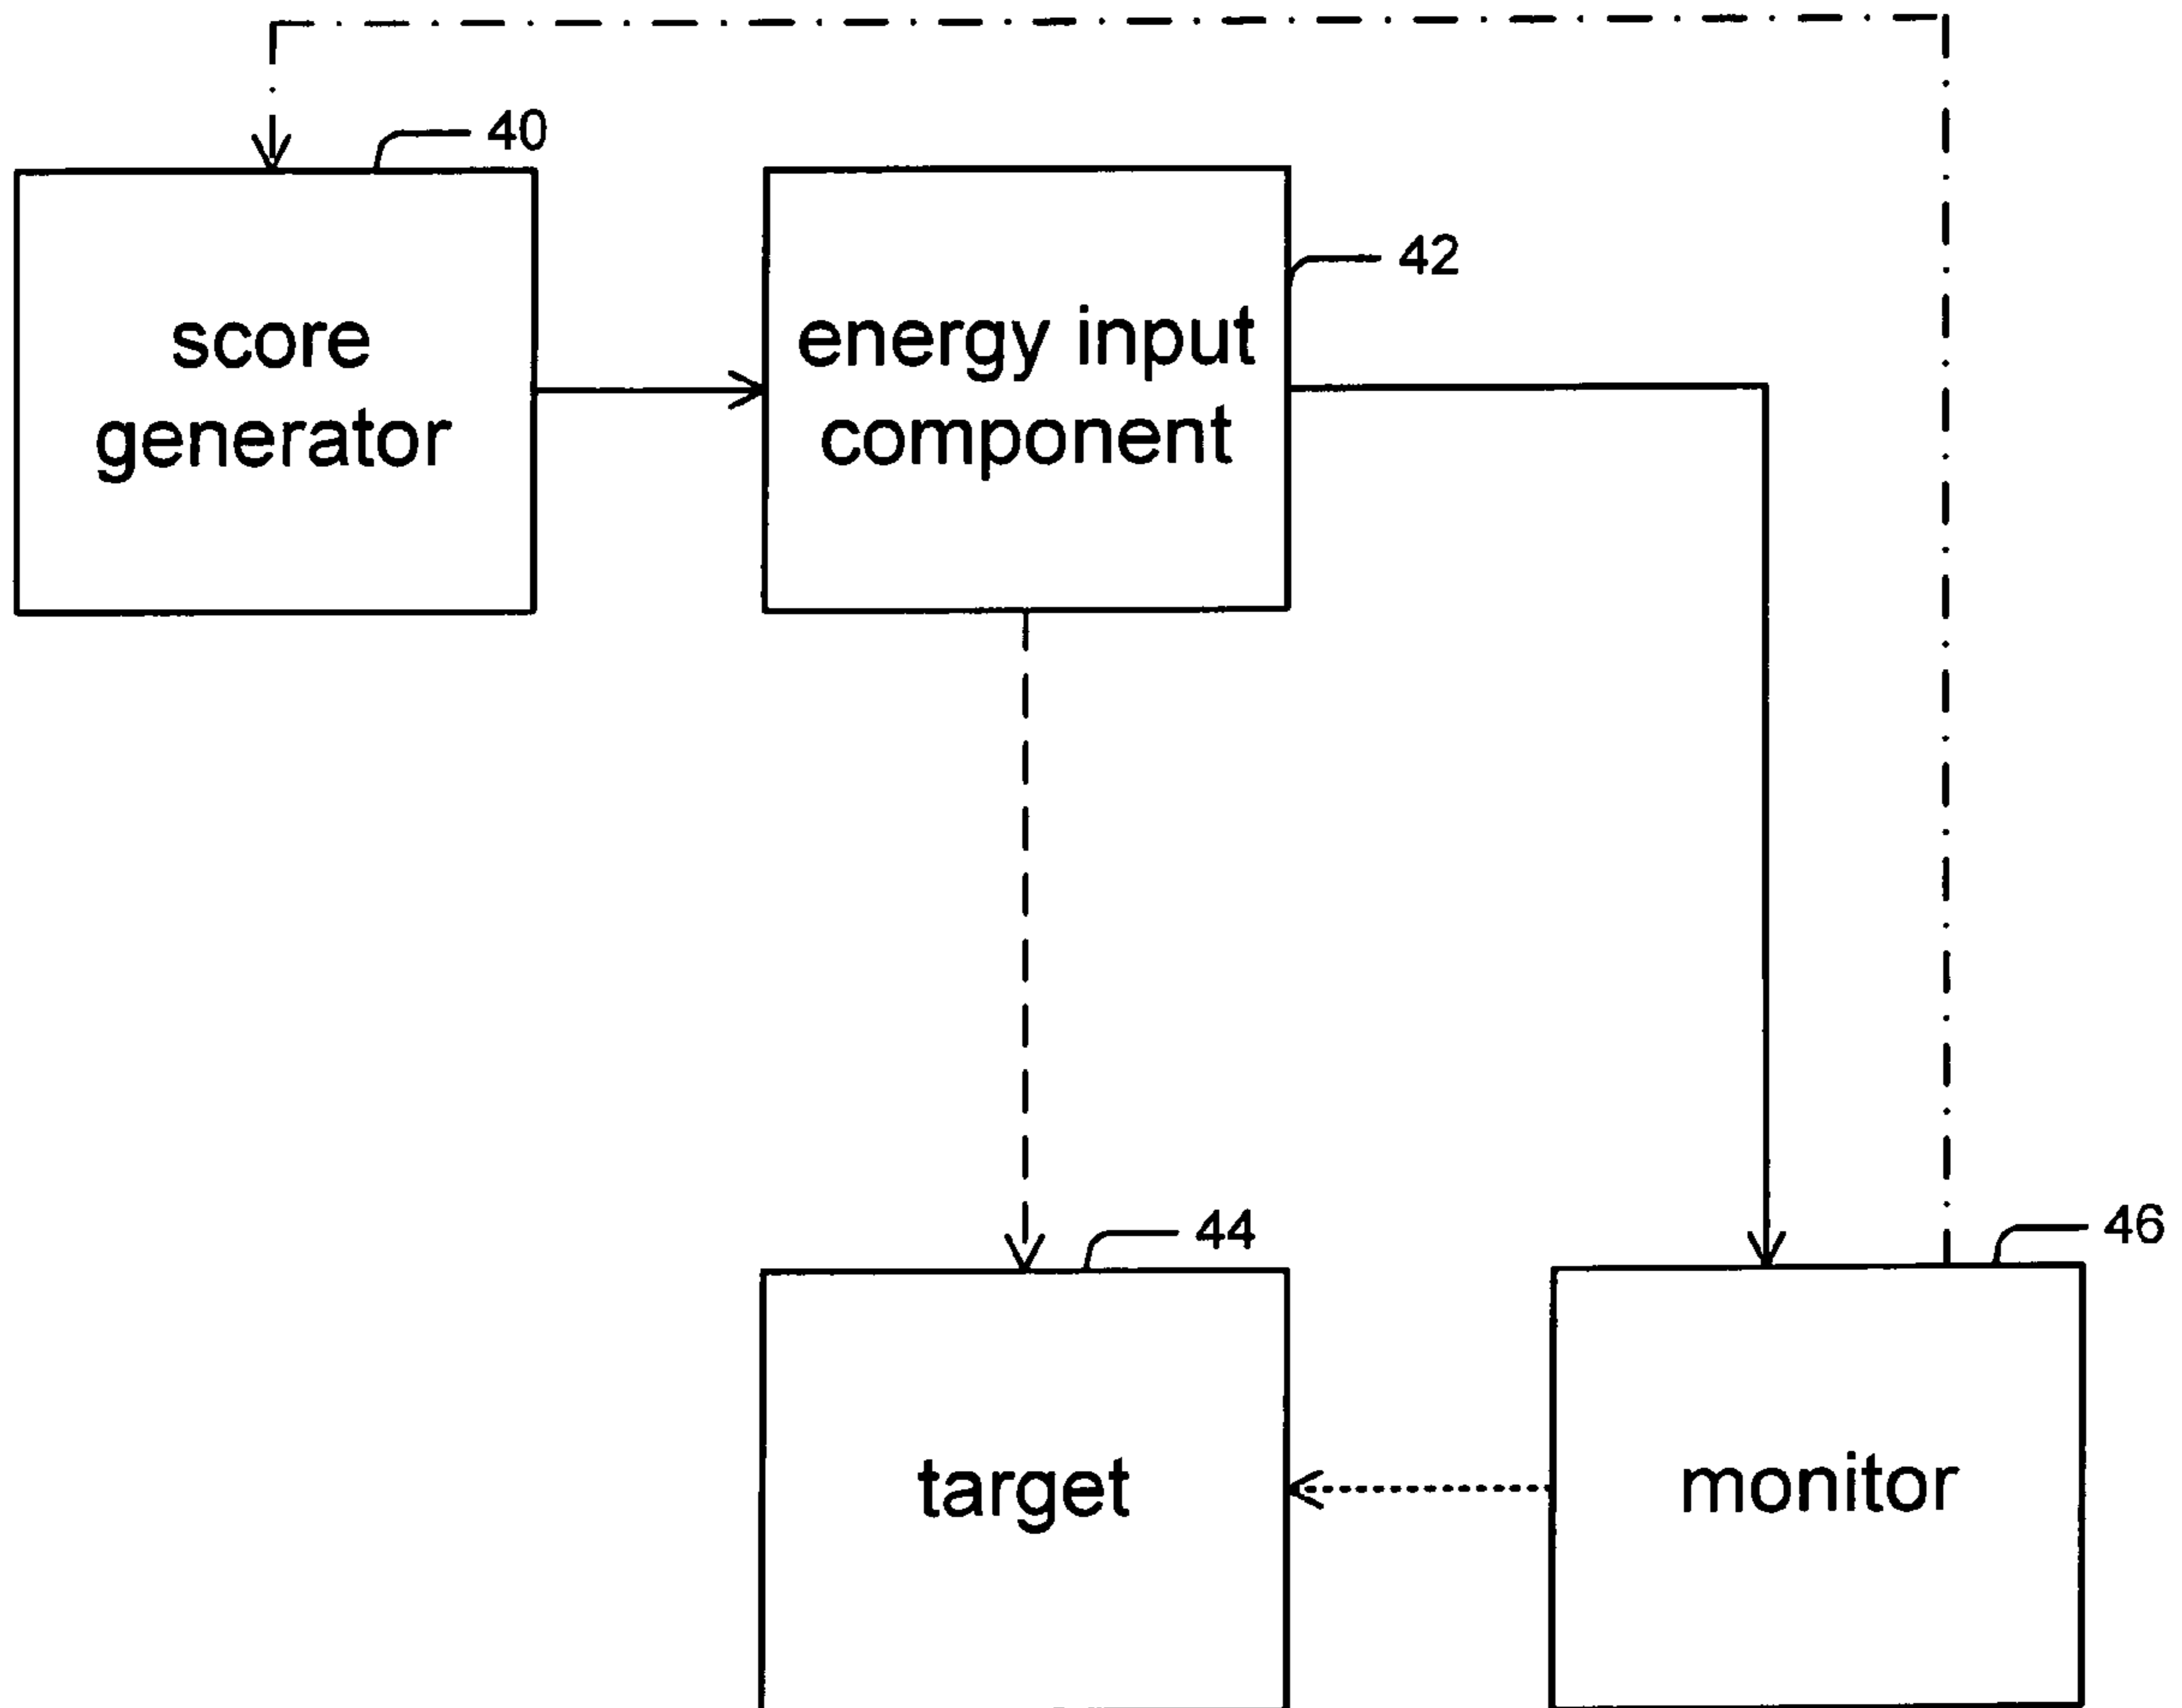 40
score
generator
42
energy input
component
44
target
46
monitor